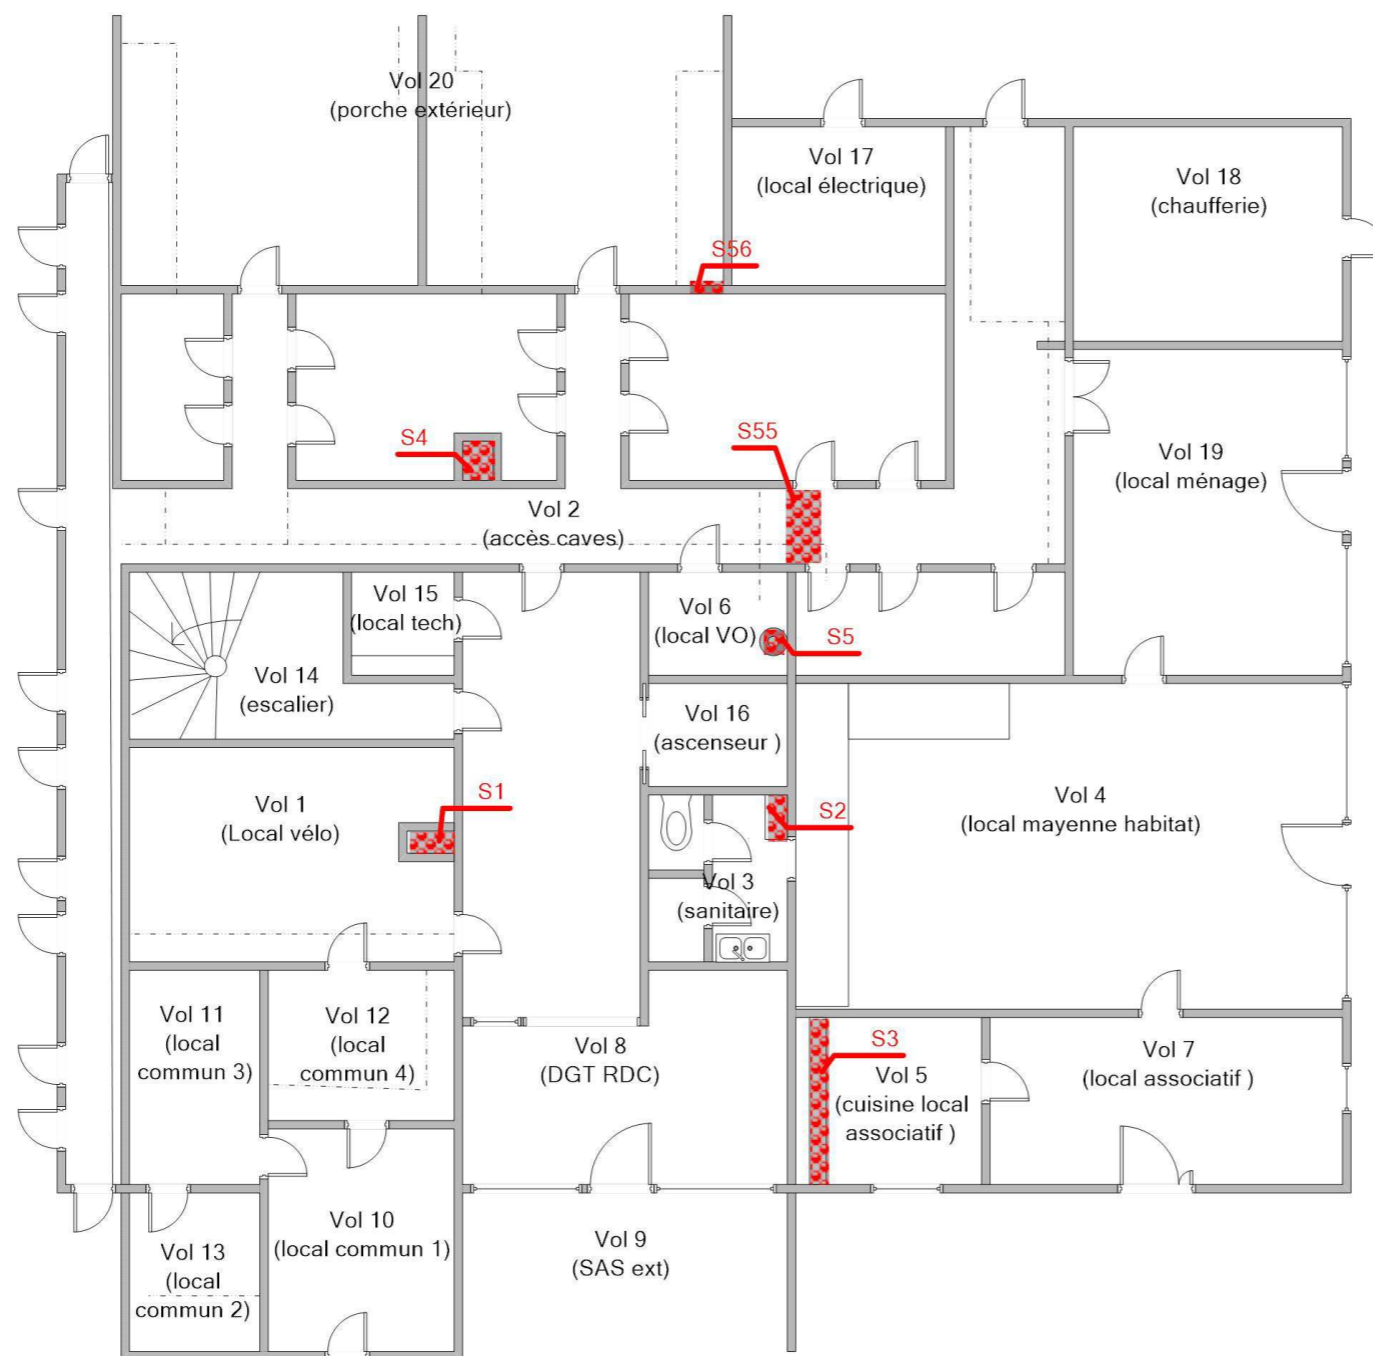 Vol 20
(porche extérieur)
Vol 17
(local électrique)
Vol 18
(chaufferie)
S56
S4
S55
Vol 19
(local ménage)
Vol 2
(accès caves)
Vol 15
(local tech)
Vol 6
(local VO)
S5
Vol 14
(escalier)
Vol 16
(ascenseur )
S1
Vol 1
(Local vélo)
S2
Vol 4
(local mayenne habitat)
Vol 3
(sanitaire)
Vol 11
(local
commun 3)
Vol 12
(local
commun 4)
Vol 8
(DGT RDC)
S3
Vol 5
(cuisine local
associatif )
Vol 7
(local associatif )
Vol 13
(local
commun 2)
Vol 10
(local commun 1)
Vol 9
(SAS ext)